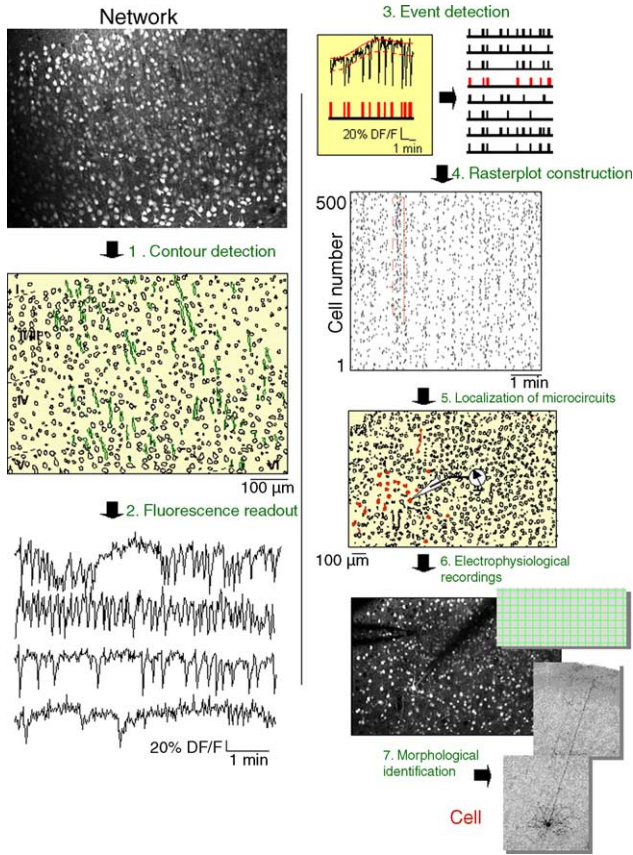 Network
1 . Contour detection
I
II/III
IV
V
VI
100 µm
2. Fluorescence readout
20% DF/F
1 min
3. Event detection
20% DF/F
1 min
4. Rasterplot construction
500
Cell number
1
1 min
5. Localization of microcircuits
100 µm
6. Electrophysiological
recordings
7. Morphological
identification
Cell